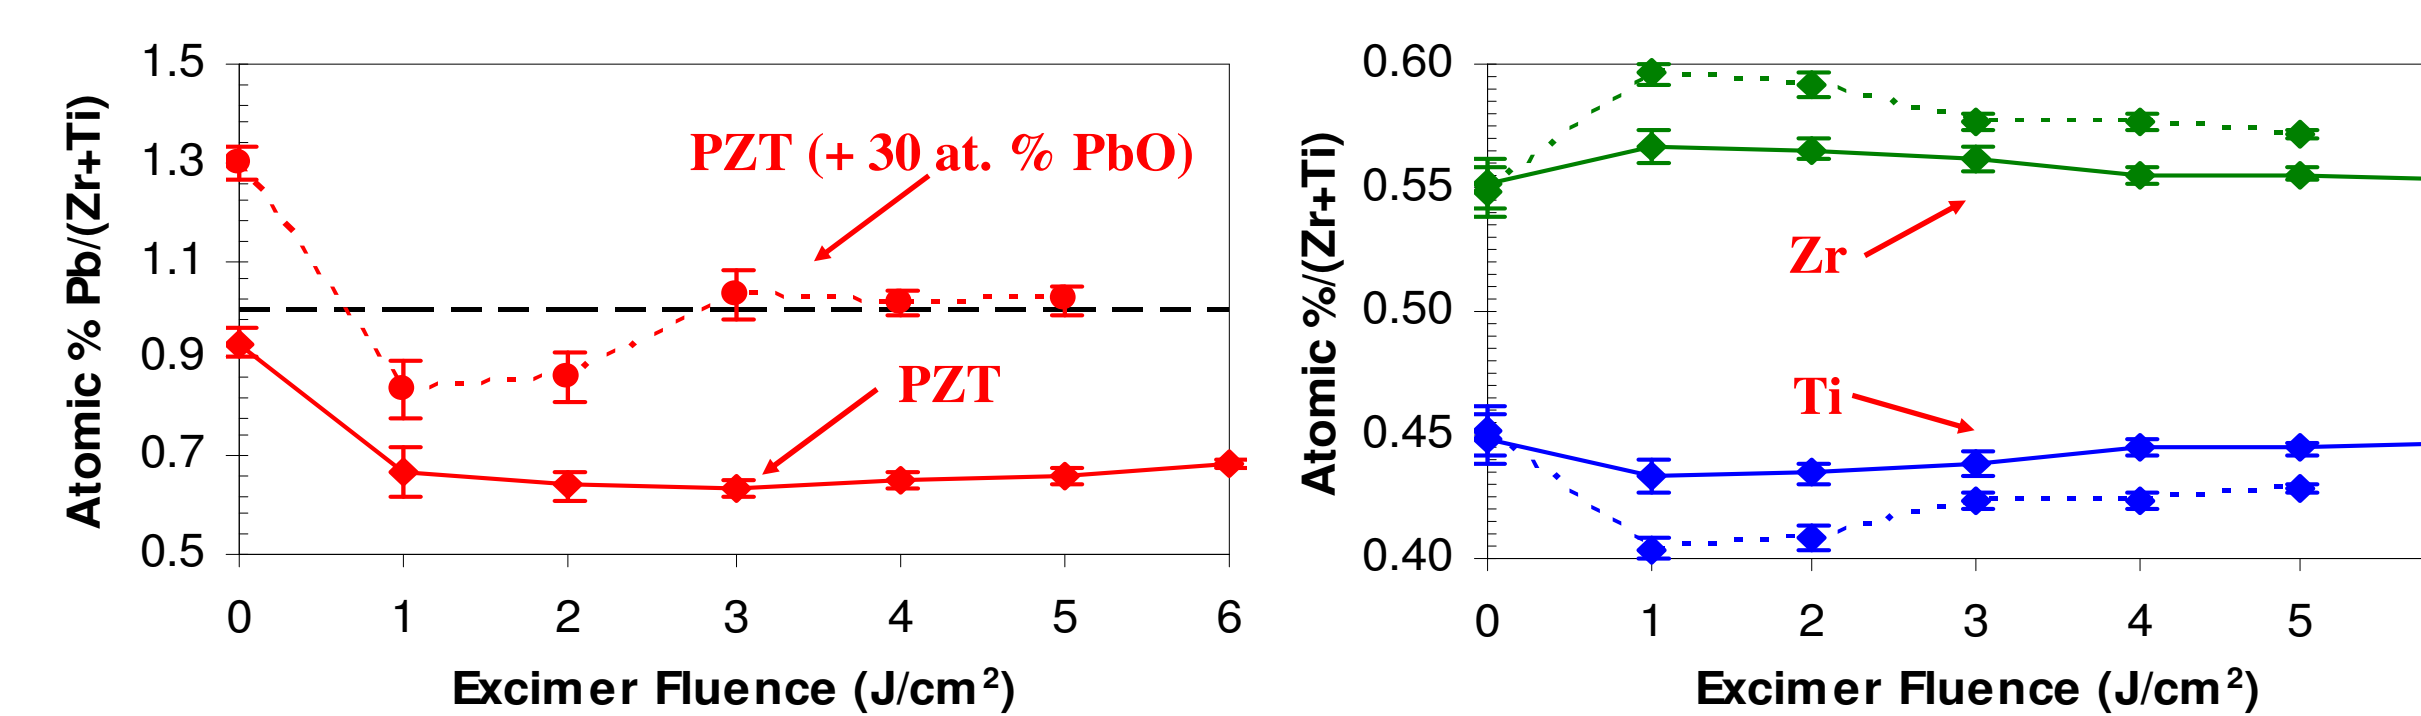 Atomic % Pb/(Zr+Ti)
1.5
1.3
1.1
0.9
0.7
0.5
PZT (+ 30 at. % PbO)
PZT
0 1 2 3 4 5 6
Excimer Fluence (J/cm²)
Atomic %/(Zr+Ti)
0.60
0.55
0.50
0.45
0.40
Zr
Ti
0 1 2 3 4 5
Excimer Fluence (J/cm²)